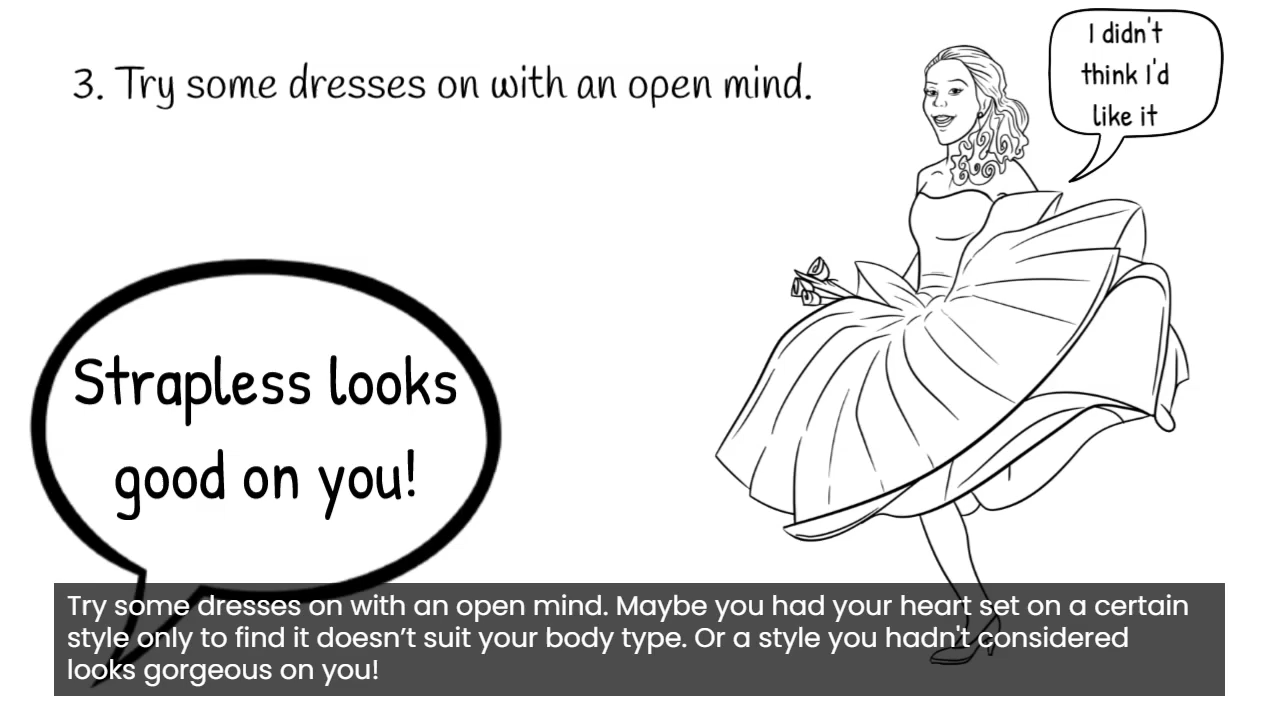 3. Try some dresses on with an open mind.
I didn't
think I'd
like it
Strapless looks
good on you!
Try some dresses on with an open mind. Maybe you had your heart set on a certain
style only to find it doesn’t suit your body type. Or a style you hadn't considered
looks gorgeous on you!